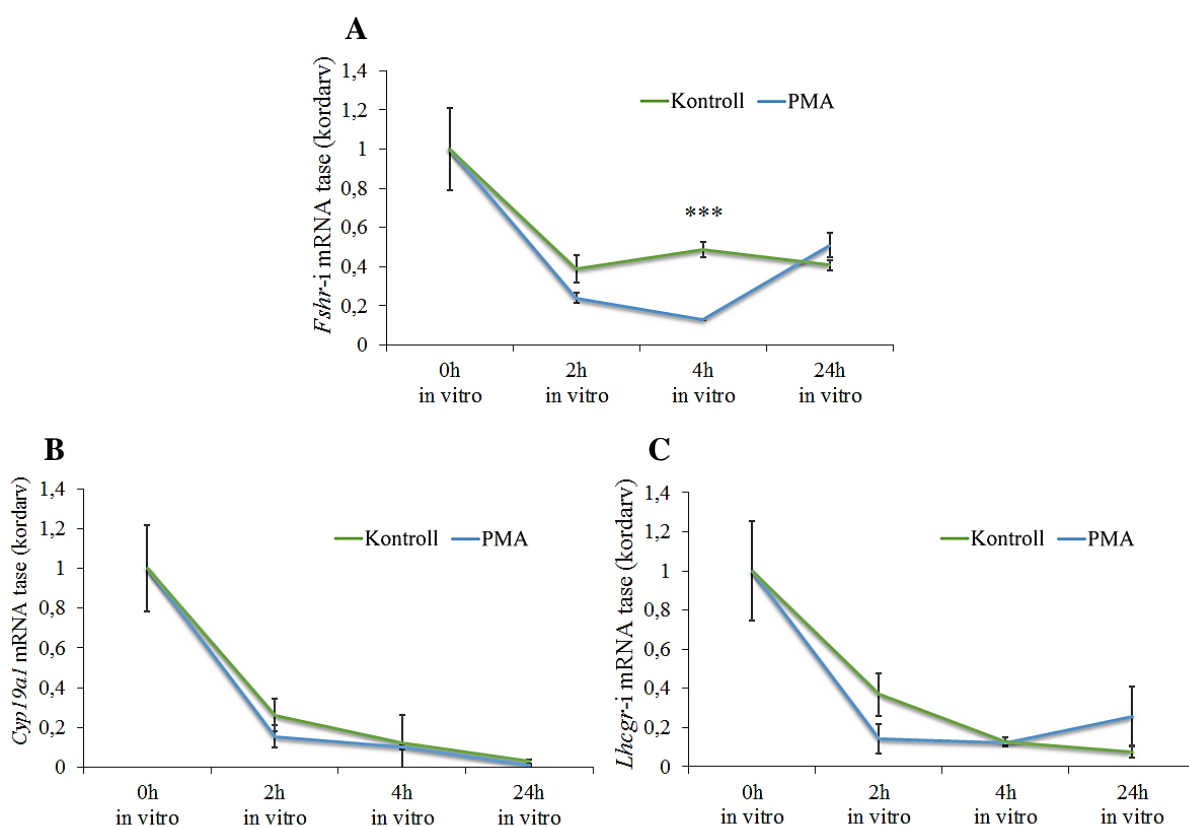 A
Fshr-i mRNA tase (kordarv)
1,4
1,2
1
0,8
0,6
0,4
0,2
0
Kontroll
PMA
***
0h
in vitro
2h
in vitro
4h
in vitro
24h
in vitro
B
Cyp19a1 mRNA tase (kordarv)
1,4
1,2
1
0,8
0,6
0,4
0,2
0
Kontroll
PMA
0h
in vitro
2h
in vitro
4h
in vitro
24h
in vitro
C
Lhcgr-i mRNA tase (kordarv)
1,4
1,2
1
0,8
0,6
0,4
0,2
0
Kontroll
PMA
0h
in vitro
2h
in vitro
4h
in vitro
24h
in vitro